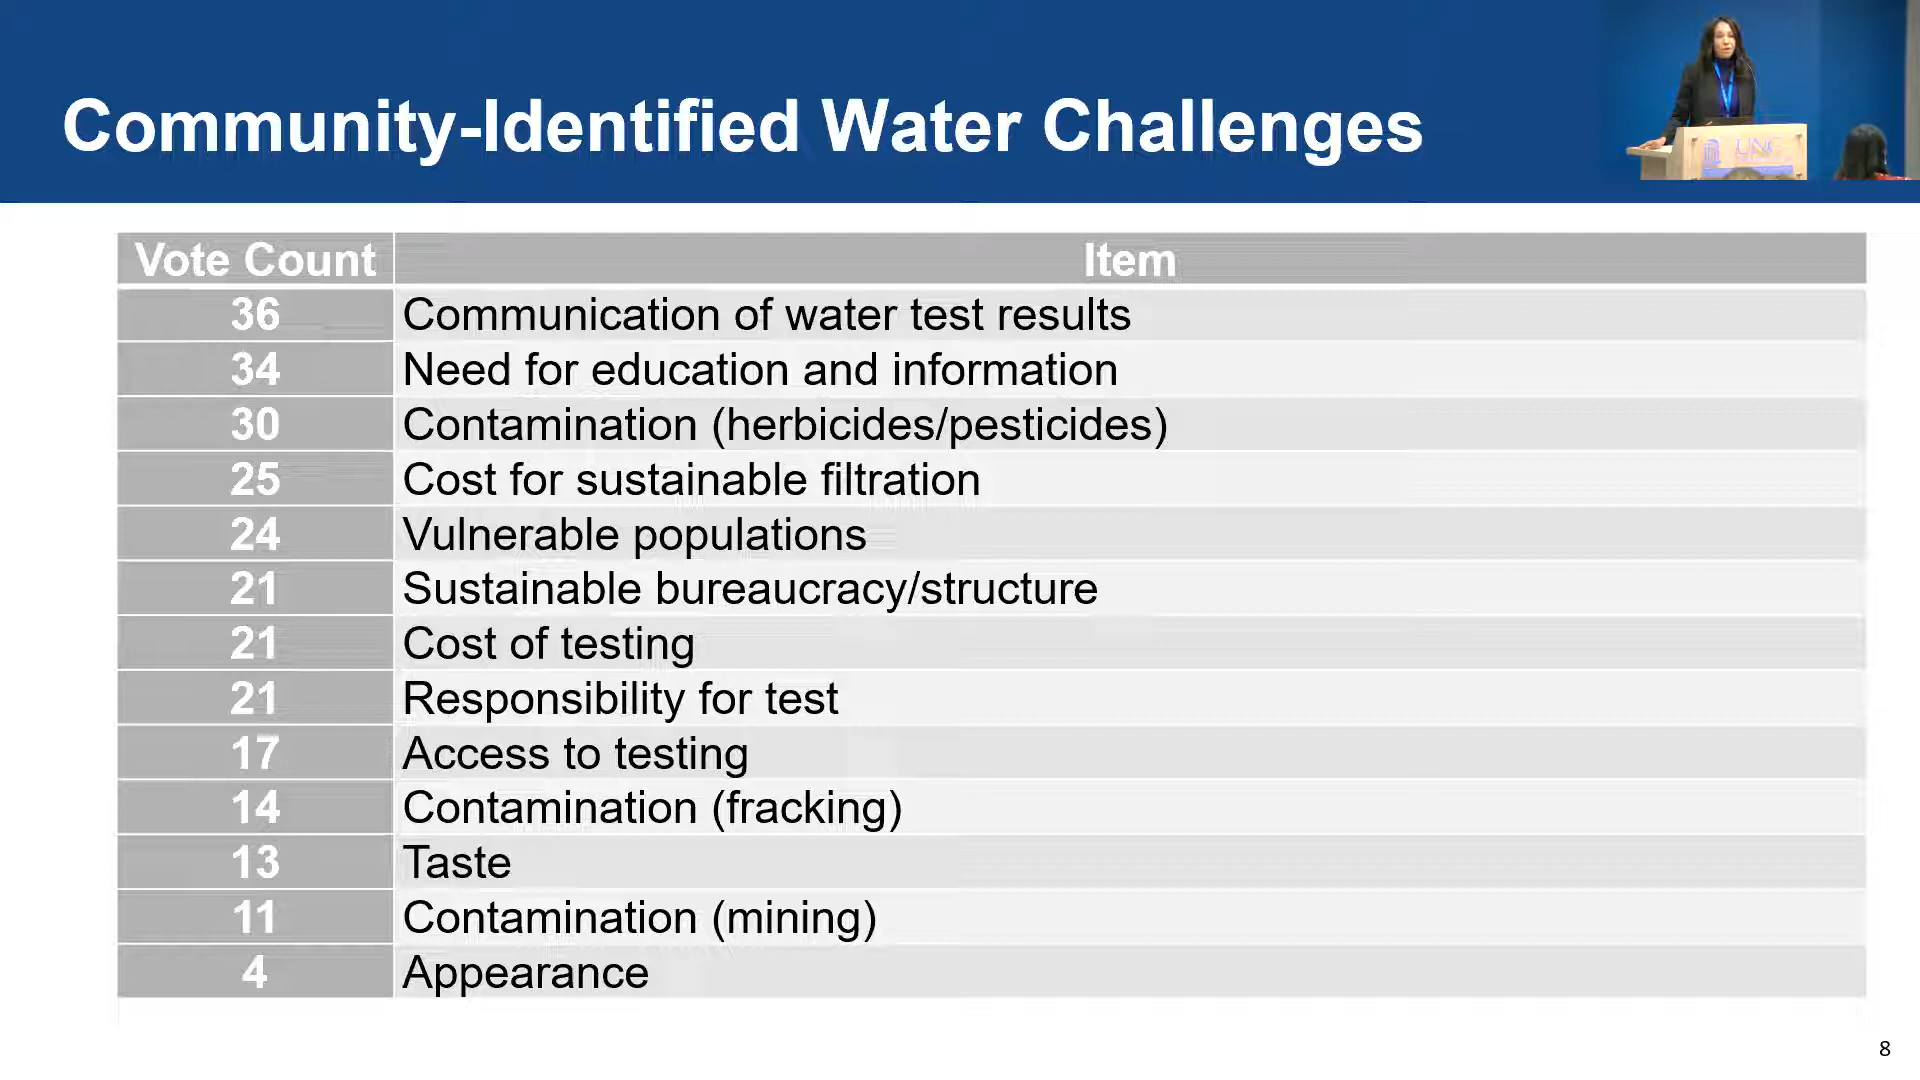 Community-Identified Water Challenges
UNC
Vote Count Item
36 Communication of water test results
34 Need for education and information
30 Contamination (herbicides/pesticides)
25 Cost for sustainable filtration
24 Vulnerable populations
21 Sustainable bureaucracy/structure
21 Cost of testing
21 Responsibility for test
17 Access to testing
14 Contamination (fracking)
13 Taste
11 Contamination (mining)
4 Appearance
8